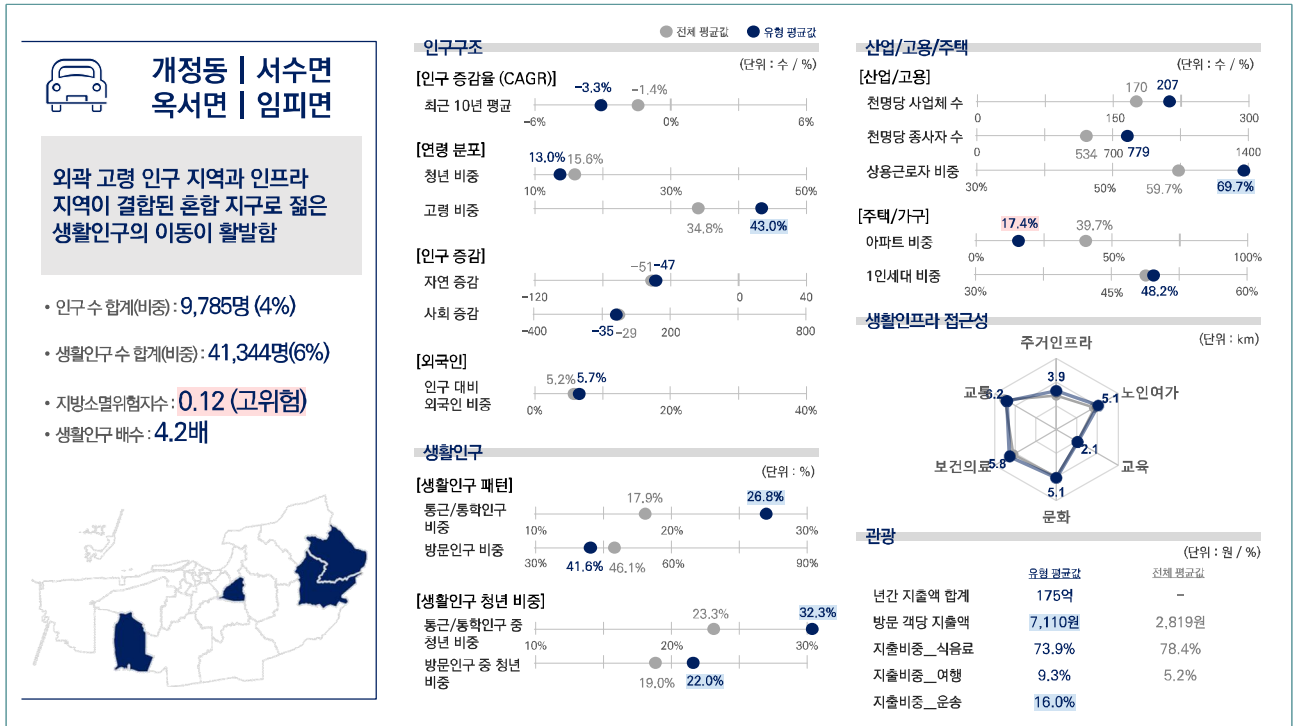 개정동 | 서수면
옥서면 | 임피면
외곽 고령 인구 지역과 인프라
지역이 결합된 혼합 지구로 젊은
생활인구의 이동이 활발함
• 인구 수 합계(비중) : 9,785명 (4%)
• 생활인구 수 합계(비중) : 41,344명(6%)
• 지방소멸위험지수 : 0.12 (고위험)
• 생활인구 배수 : 4.2배
전체 평균값 유형 평균값
인구구조
(단위 : 수 / %)
[인구 증감율 (CAGR)]
-3.3% -1.4%
최근 10년 평균
-6% 0% 6%
[연령 분포]
13.0% 15.6%
청년 비중
10% 30% 50%
고령 비중
34.8% 43.0%
[인구 증감]
-51 -47
자연 증감
-120 0 40
사회 증감
-400 -35 -29 200 800
[외국인]
5.2% 5.7%
인구 대비
외국인 비중
0% 20% 40%
생활인구
(단위 : %)
[생활인구 패턴]
17.9% 26.8%
통근/통학인구
비중
10% 20% 30%
방문인구 비중
30% 41.6% 46.1% 60% 90%
[생활인구 청년 비중]
23.3% 32.3%
통근/통학인구 중
청년 비중
10% 20% 30%
방문인구 중 청년
비중
19.0% 22.0%
산업/고용/주택
(단위 : 수 / %)
[산업/고용]
170 207
천명당 사업체 수
0 160 300
천명당 종사자 수
0 534 700 779 1400
상용근로자 비중
30% 50% 59.7% 69.7%
[주택/가구]
17.4% 39.7%
아파트 비중
0% 50% 100%
1인세대 비중
30% 45% 48.2% 60%
생활인프라 접근성
(단위 : km)
주거인프라
3.9
교통 6.2
5.1 노인여가
보건의료 5.8
2.1 교육
5.1
문화
관광
(단위 : 원 / %)
유형 평균값 전체 평균값
년간 지출액 합계 175억 -
방문 객당 지출액 7,110원 2,819원
지출비중__식음료 73.9% 78.4%
지출비중__여행 9.3% 5.2%
지출비중__운송 16.0%